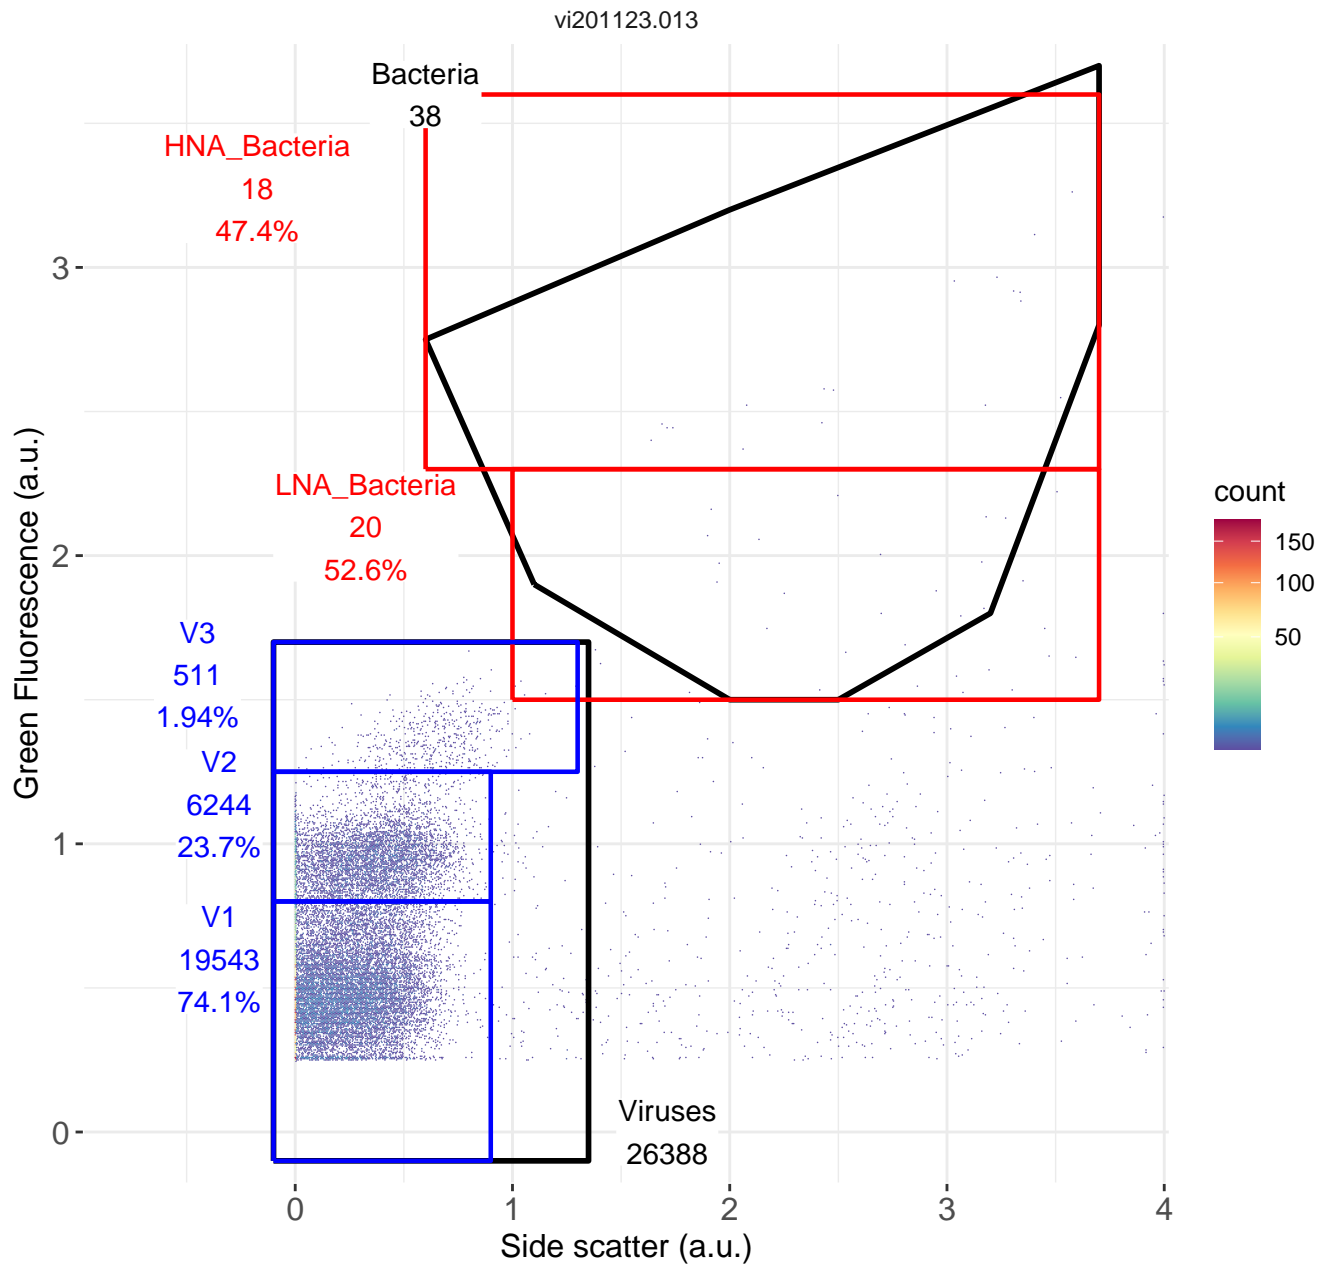 vi201123.013
Bacteria
38
HNA_Bacteria
18
47.4%
LNA_Bacteria
20
52.6%
V3
511
1.94%
V2
6244
23.7%
V1
19543
74.1%
Viruses
26388
Green Fluorescence (a.u.)
3
2
1
0
0
1
2
3
4
Side scatter (a.u.)
count
150
100
50